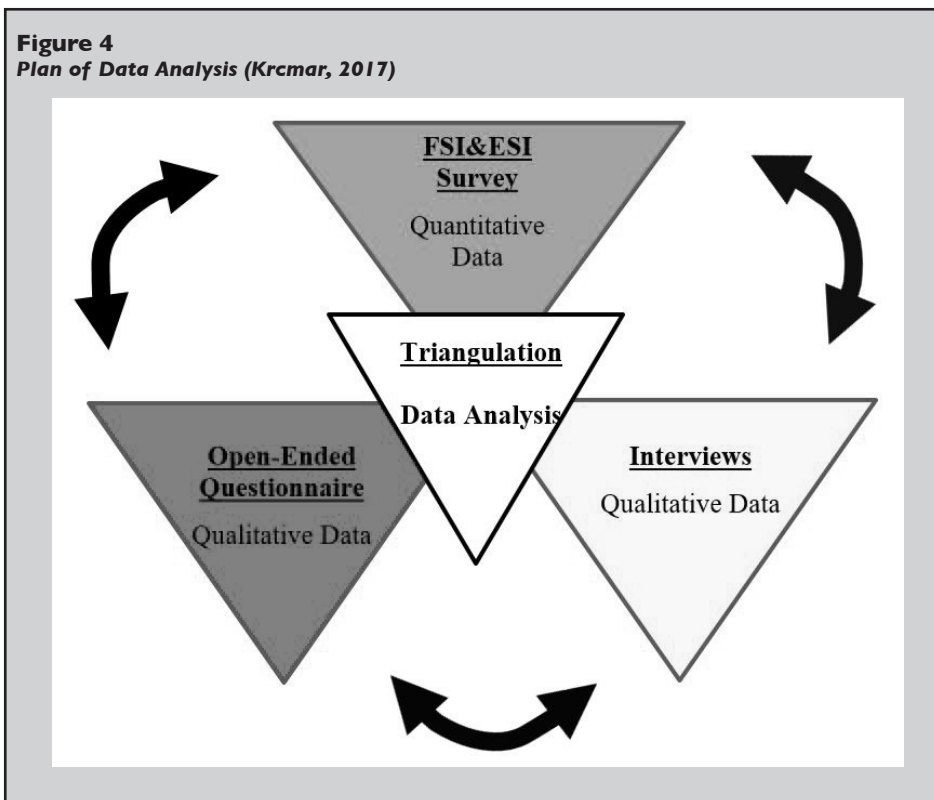 Figure 4
Plan of Data Analysis (Krcmar, 2017)
FSI&ESI
Survey
Quantitative
Data
Triangulation
Data Analysis
Open-Ended
Questionnaire
Qualitative Data
Interviews
Qualitative Data